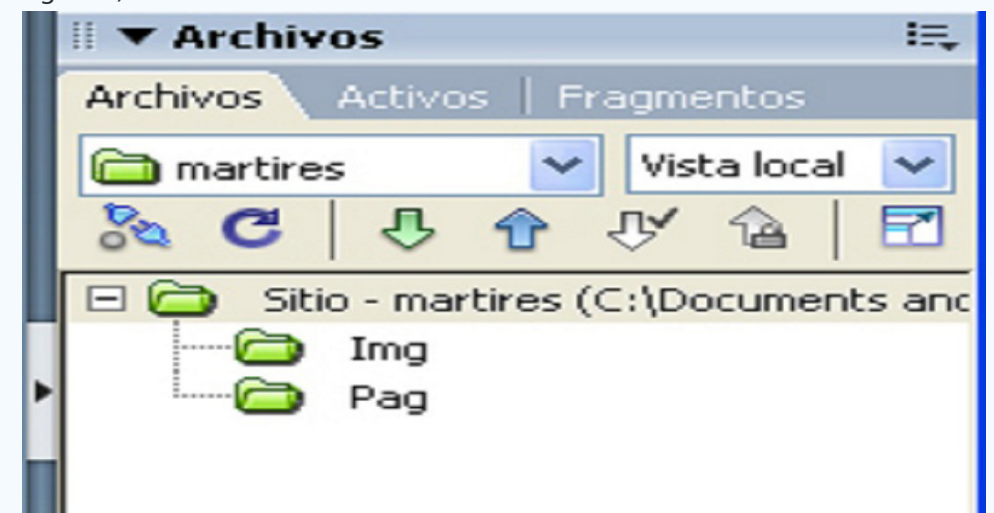 Archivos
Archivos Activos Fragmentos
martires Vista local
Sitio - martires (C:\Documents and
Img
Pag